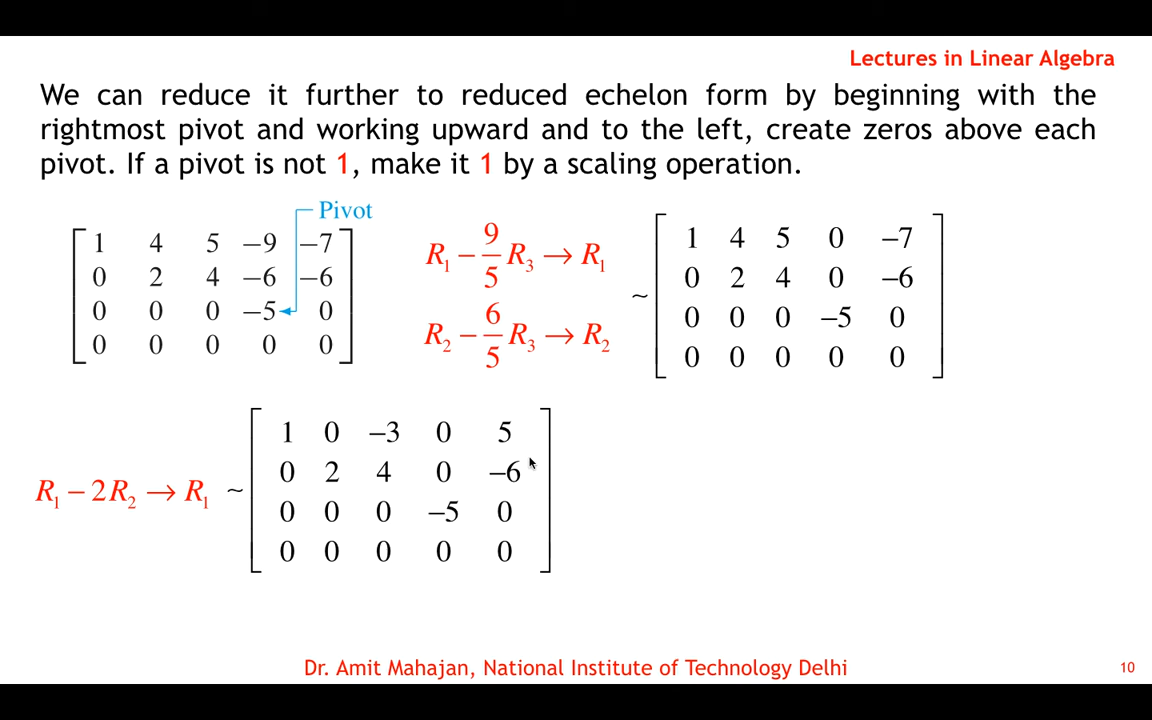 Lectures in Linear Algebra
We can reduce it further to reduced echelon form by beginning with the
rightmost pivot and working upward and to the left, create zeros above each
pivot. If a pivot is not 1, make it 1 by a scaling operation.
Pivot
1 4 5 −9 −7
0 2 4 −6 −6
0 0 0 −5 0
0 0 0 0 0
R₁ − 9/5 R₃ → R₁
R₂ − 6/5 R₃ → R₂
~
1 4 5 0 −7
0 2 4 0 −6
0 0 0 −5 0
0 0 0 0 0
R₁ − 2R₂ → R₁ ~
1 0 −3 0 5
0 2 4 0 −6
0 0 0 −5 0
0 0 0 0 0
Dr. Amit Mahajan, National Institute of Technology Delhi
10